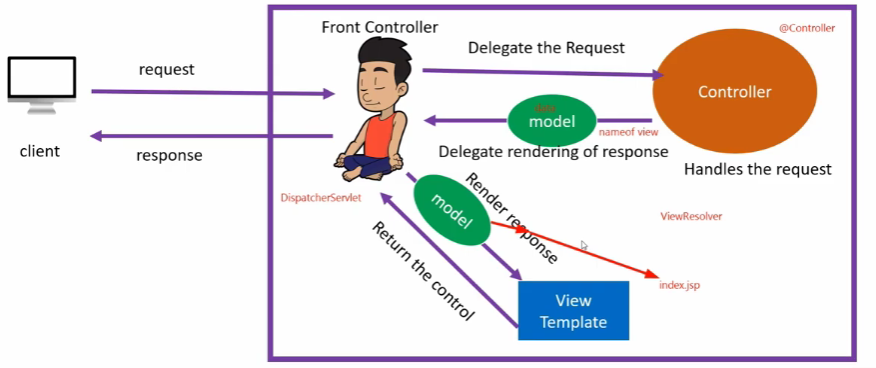 Front Controller
@Controller
Delegate the Request
request
Controller
data
model
nameof view
client
response
Delegate rendering of response
Handles the request
DispatcherServlet
model
Render response
ViewResolver
Return the control
index.jsp
View
Template